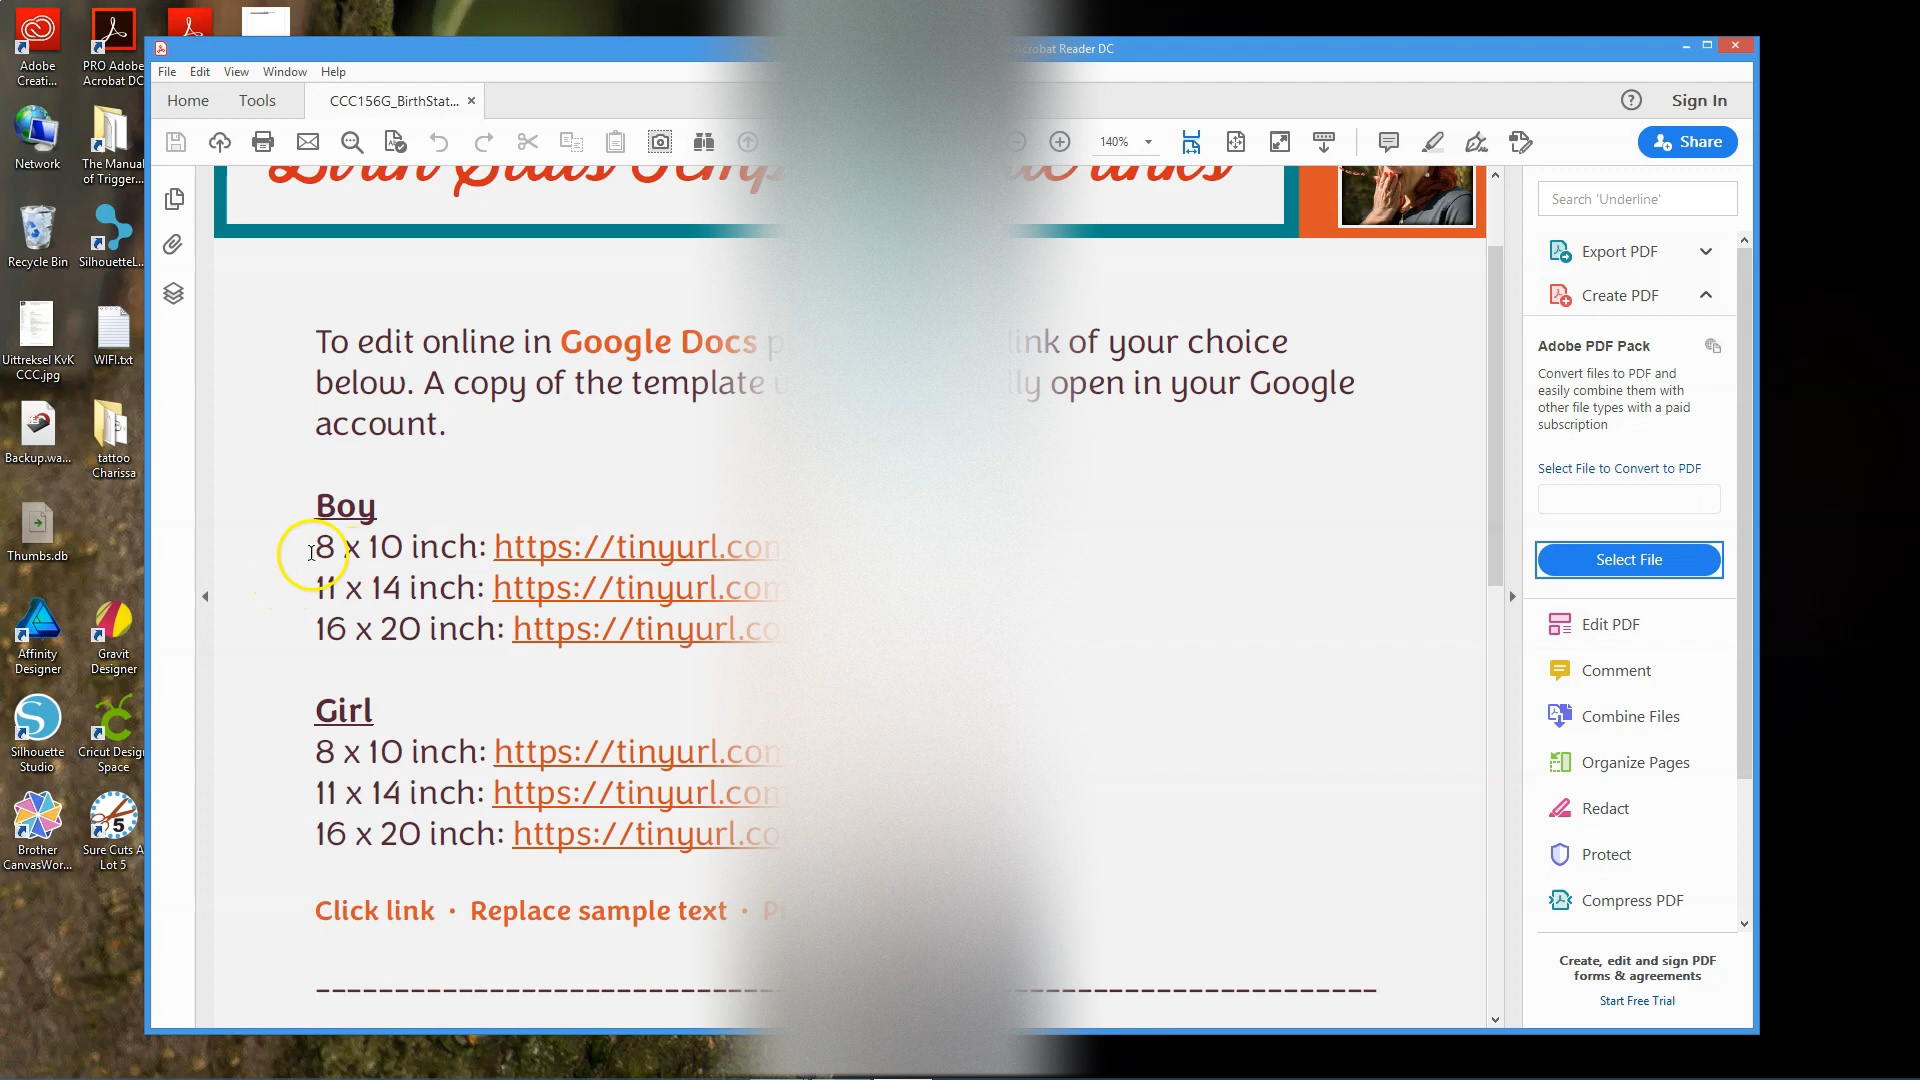 Adobe
Creati...
PRO Adobe
Acrobat DC
Network
The Manual
of Trigger...
Recycle Bin
SilhouetteL...
Uittreksel KvK
CCC.jpg
WIFI.txt
Backup.wa...
tattoo
Charissa
Thumbs.db
Affinity
Designer
Gravit
Designer
Silhouette
Studio
Cricut Design
Space
Brother
CanvasWor...
Sure Cuts A
Lot 5
Acrobat Reader DC
File Edit View Window Help
Home Tools CCC156G_BirthStat... ×
Sign In
140%
Share
Birth Stats
To edit online in Google Docs link of your choice
below. A copy of the template open in your Google
account.
Boy
8 x 10 inch: https://tinyurl.com
11 x 14 inch: https://tinyurl.com
16 x 20 inch: https://tinyurl.co
Girl
8 x 10 inch: https://tinyurl.com
11 x 14 inch: https://tinyurl.com
16 x 20 inch: https://tinyurl.co
Click link · Replace sample text ·
Search 'Underline'
Export PDF
Create PDF
Adobe PDF Pack
Convert files to PDF and
easily combine them with
other file types with a paid
subscription
Select File to Convert to PDF
Select File
Edit PDF
Comment
Combine Files
Organize Pages
Redact
Protect
Compress PDF
Create, edit and sign PDF
forms & agreements
Start Free Trial